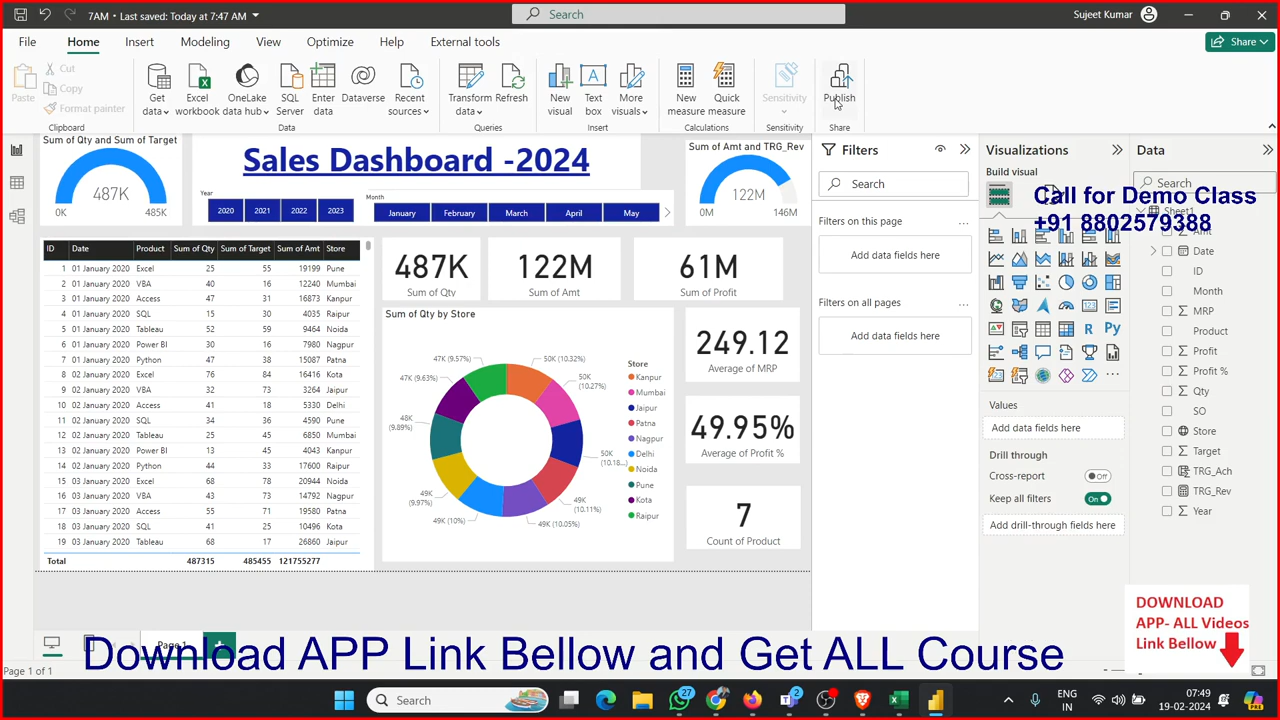 7AM • Last saved: Today at 7:47 AM
Search
Sujeet Kumar
File
Home
Insert
Modeling
View
Optimize
Help
External tools
Share
Paste
Cut
Copy
Format painter
Clipboard
Get data
Excel workbook
OneLake data hub
SQL Server
Enter data
Dataverse
Recent sources
Data
Transform data
Refresh
Queries
New visual
Text box
More visuals
Insert
New measure
Quick measure
Calculations
Sensitivity
Sensitivity
Publish
Share
Sum of Qty and Sum of Target
487K
0K
485K
Sales Dashboard -2024
Year
2020 2021 2022 2023
Month
January February March April May
Sum of Amt and TRG_Rev
122M
0M
146M
ID Date Product Sum of Qty Sum of Target Sum of Amt Store
1 01 January 2020 Excel 25 55 19199 Pune
2 01 January 2020 VBA 40 16 12240 Mumbai
3 01 January 2020 Access 47 31 16873 Kanpur
4 01 January 2020 SQL 15 30 4035 Raipur
5 01 January 2020 Tableau 52 59 9464 Noida
6 01 January 2020 Power BI 30 16 7980 Nagpur
7 01 January 2020 Python 47 38 15087 Patna
8 02 January 2020 Excel 76 84 16416 Kota
9 02 January 2020 VBA 32 73 3264 Jaipur
10 02 January 2020 Access 41 18 5330 Delhi
11 02 January 2020 SQL 34 36 4590 Pune
12 02 January 2020 Tableau 25 45 6850 Mumbai
13 02 January 2020 Power BI 13 45 4043 Kanpur
14 02 January 2020 Python 44 33 17600 Raipur
15 03 January 2020 Excel 68 78 20944 Noida
16 03 January 2020 VBA 43 73 14792 Nagpur
17 03 January 2020 Access 55 71 19580 Patna
18 03 January 2020 SQL 41 25 10496 Kota
19 03 January 2020 Tableau 68 17 26860 Jaipur
Total 487315 485455 121755277
487K
Sum of Qty
122M
Sum of Amt
61M
Sum of Profit
Sum of Qty by Store
47K (9.57%)
50K (10.32%)
47K (9.63%)
50K
(10.27%)
48K
(9.89%)
50K
(10.18...)
49K
(9.97%)
49K
(10.11%)
49K (10%)
49K (10.05%)
Store
Kanpur
Mumbai
Jaipur
Patna
Nagpur
Delhi
Noida
Pune
Kota
Raipur
249.12
Average of MRP
49.95%
Average of Profit %
7
Count of Product
Filters
Search
Filters on this page
Add data fields here
Filters on all pages
Add data fields here
Visualizations
Build visual
Values
Add data fields here
Drill through
Cross-report
Off
Keep all filters
On
Add drill-through fields here
Data
Search
Call for Demo Class
+91 8802579388
Sheet1
Amt
Date
ID
Month
MRP
Product
Profit
Profit %
Qty
SO
Store
Target
TRG_Ach
TRG_Rev
Year
DOWNLOAD
APP- ALL Videos
Link Bellow
Page 1
Download APP Link Bellow and Get ALL Course
Page 1 of 1
Search
27
2
ENG
IN
07:49
19-02-2024